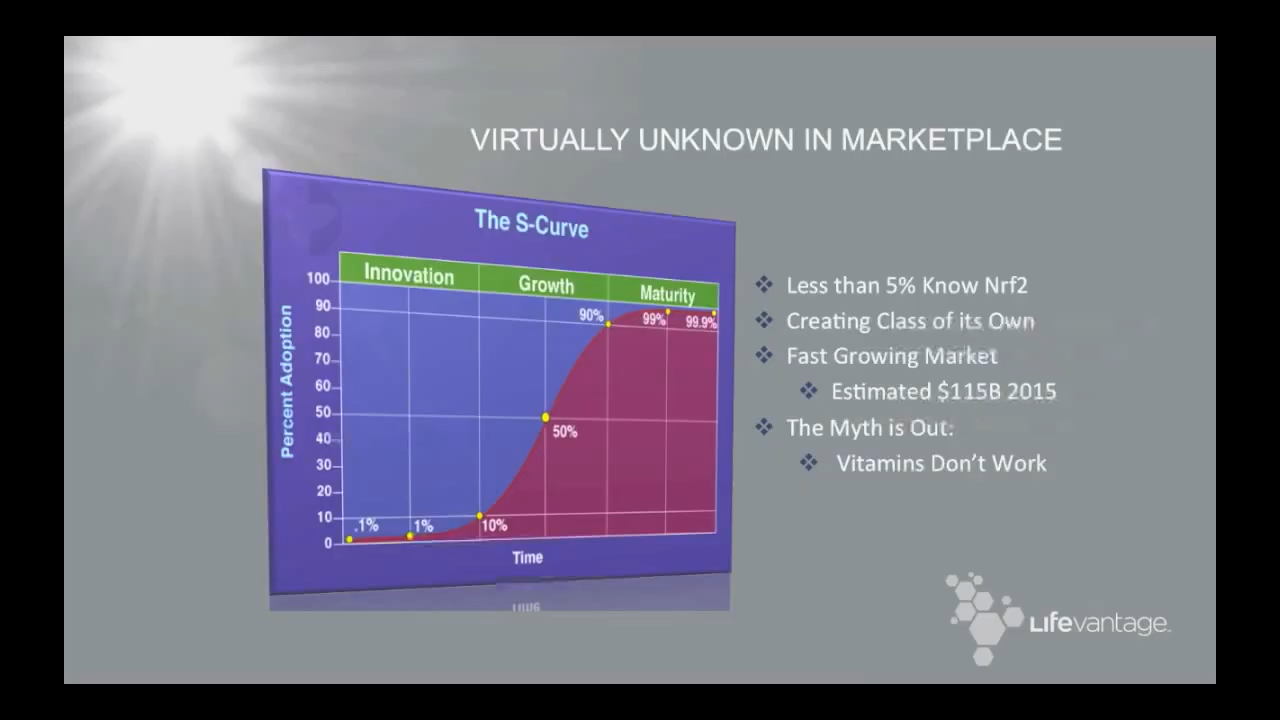 VIRTUALLY UNKNOWN IN MARKETPLACE
The S-Curve
Innovation
Growth
Maturity
Percent Adoption
100
90
80
70
60
50
40
30
20
10
0
.1%
1%
10%
50%
90%
99%
99.9%
Time
Less than 5% Know Nrf2
Creating Class of its Own
Fast Growing Market
Estimated $115B 2015
The Myth is Out:
Vitamins Don't Work
Lifevantage